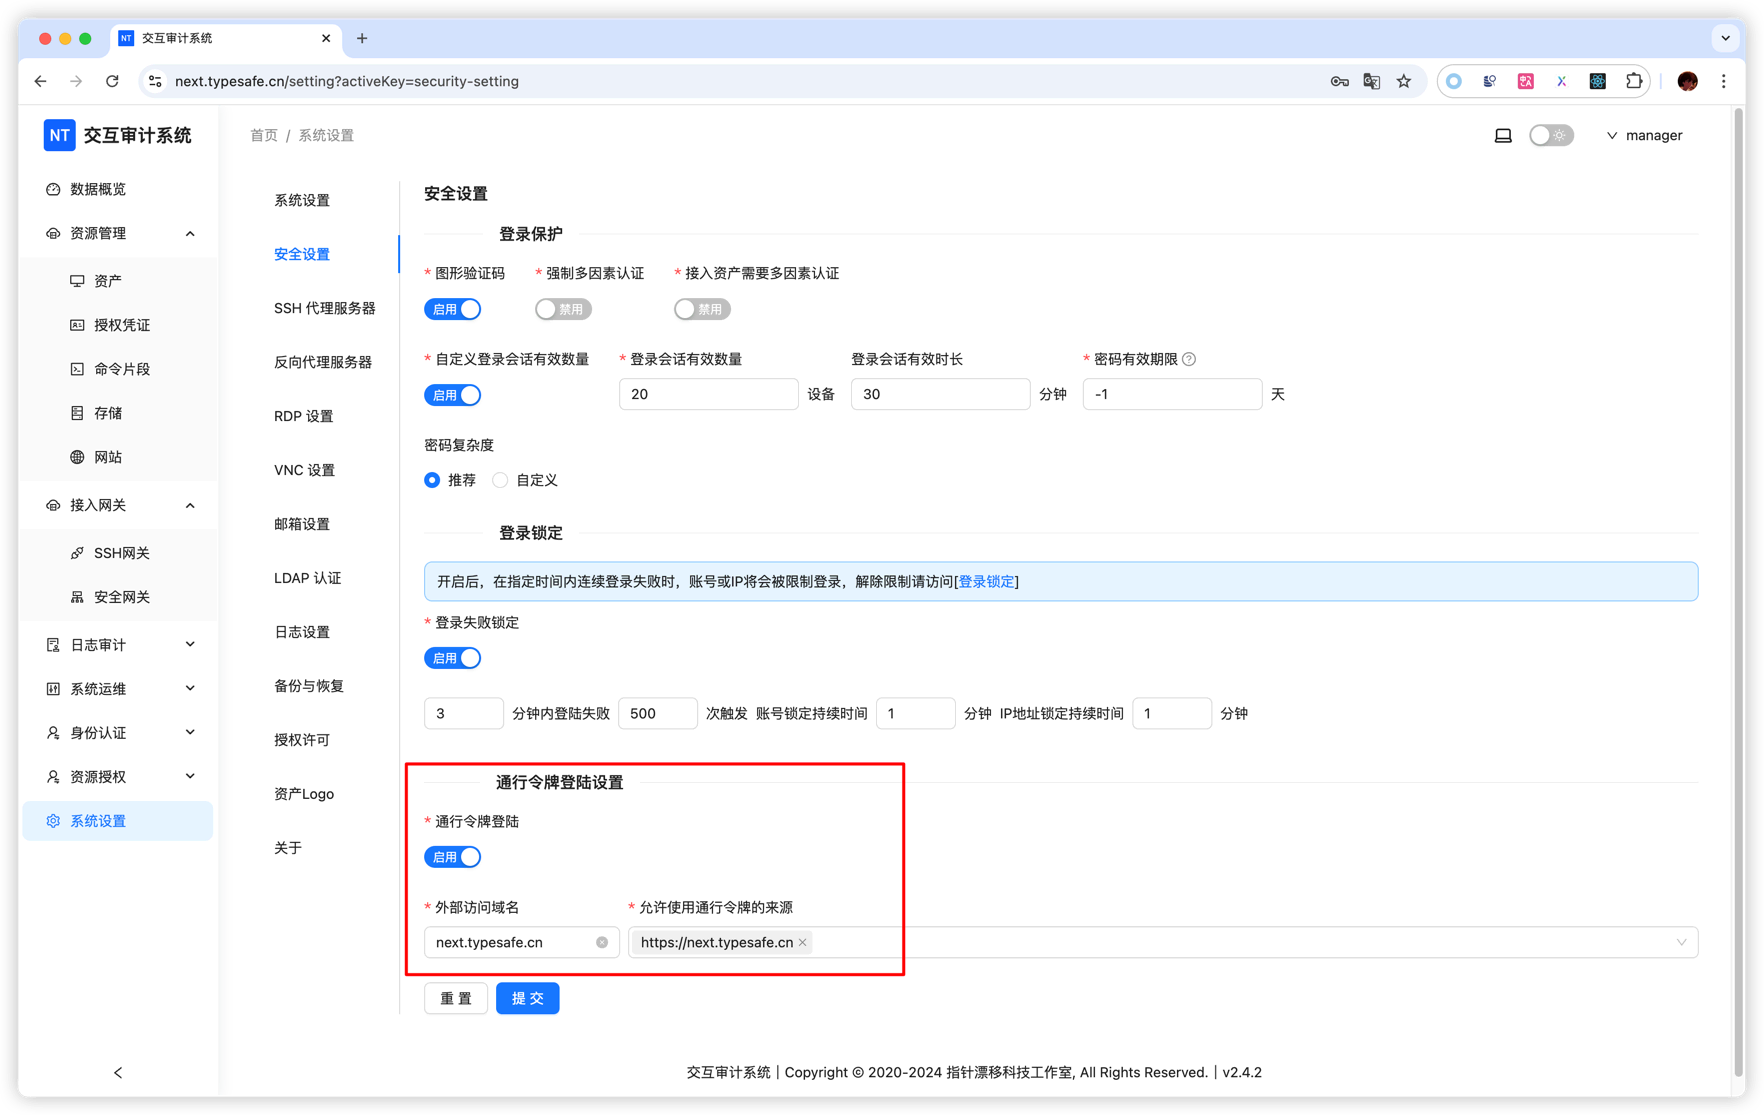 NT 交互审计系统
next.typesafe.cn/setting?activeKey=security-setting
NT 交互审计系统
首页 / 系统设置
manager
数据概览
资源管理
资产
授权凭证
命令片段
存储
网站
接入网关
SSH网关
安全网关
日志审计
系统运维
身份认证
资源授权
系统设置
系统设置
安全设置
SSH 代理服务器
反向代理服务器
RDP 设置
VNC 设置
邮箱设置
LDAP 认证
日志设置
备份与恢复
授权许可
资产Logo
关于
安全设置
登录保护
* 图形验证码 * 强制多因素认证 * 接入资产需要多因素认证
启用 禁用 禁用
* 自定义登录会话有效数量 * 登录会话有效数量 登录会话有效时长 * 密码有效期限
启用 20 设备 30 分钟 -1 天
密码复杂度
推荐 自定义
登录锁定
开启后，在指定时间内连续登录失败时，账号或IP将会被限制登录，解除限制请访问[登录锁定]
* 登录失败锁定
启用
3 分钟内登陆失败 500 次触发 账号锁定持续时间 1 分钟 IP地址锁定持续时间 1 分钟
通行令牌登陆设置
* 通行令牌登陆
启用
* 外部访问域名 * 允许使用通行令牌的来源
next.typesafe.cn https://next.typesafe.cn
重 置 提 交
交互审计系统 | Copyright © 2020-2024 指针漂移科技工作室, All Rights Reserved. | v2.4.2